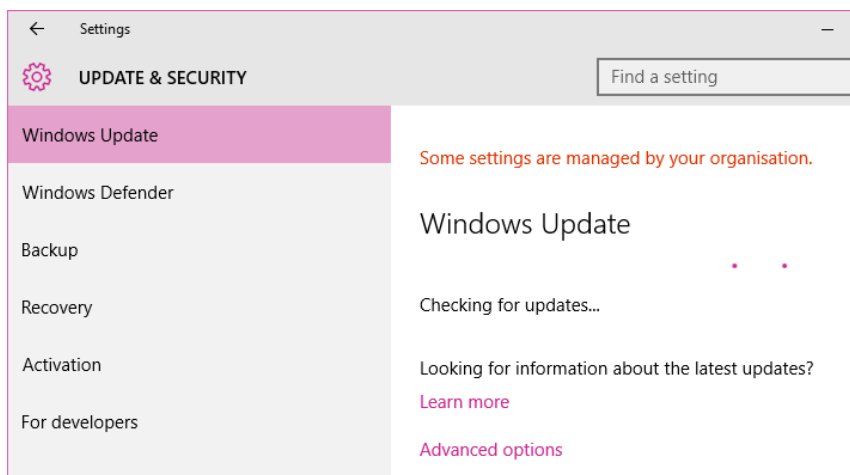 Settings
UPDATE & SECURITY
Find a setting
Windows Update
Windows Defender
Backup
Recovery
Activation
For developers
Some settings are managed by your organisation.
Windows Update
Checking for updates...
Looking for information about the latest updates?
Learn more
Advanced options